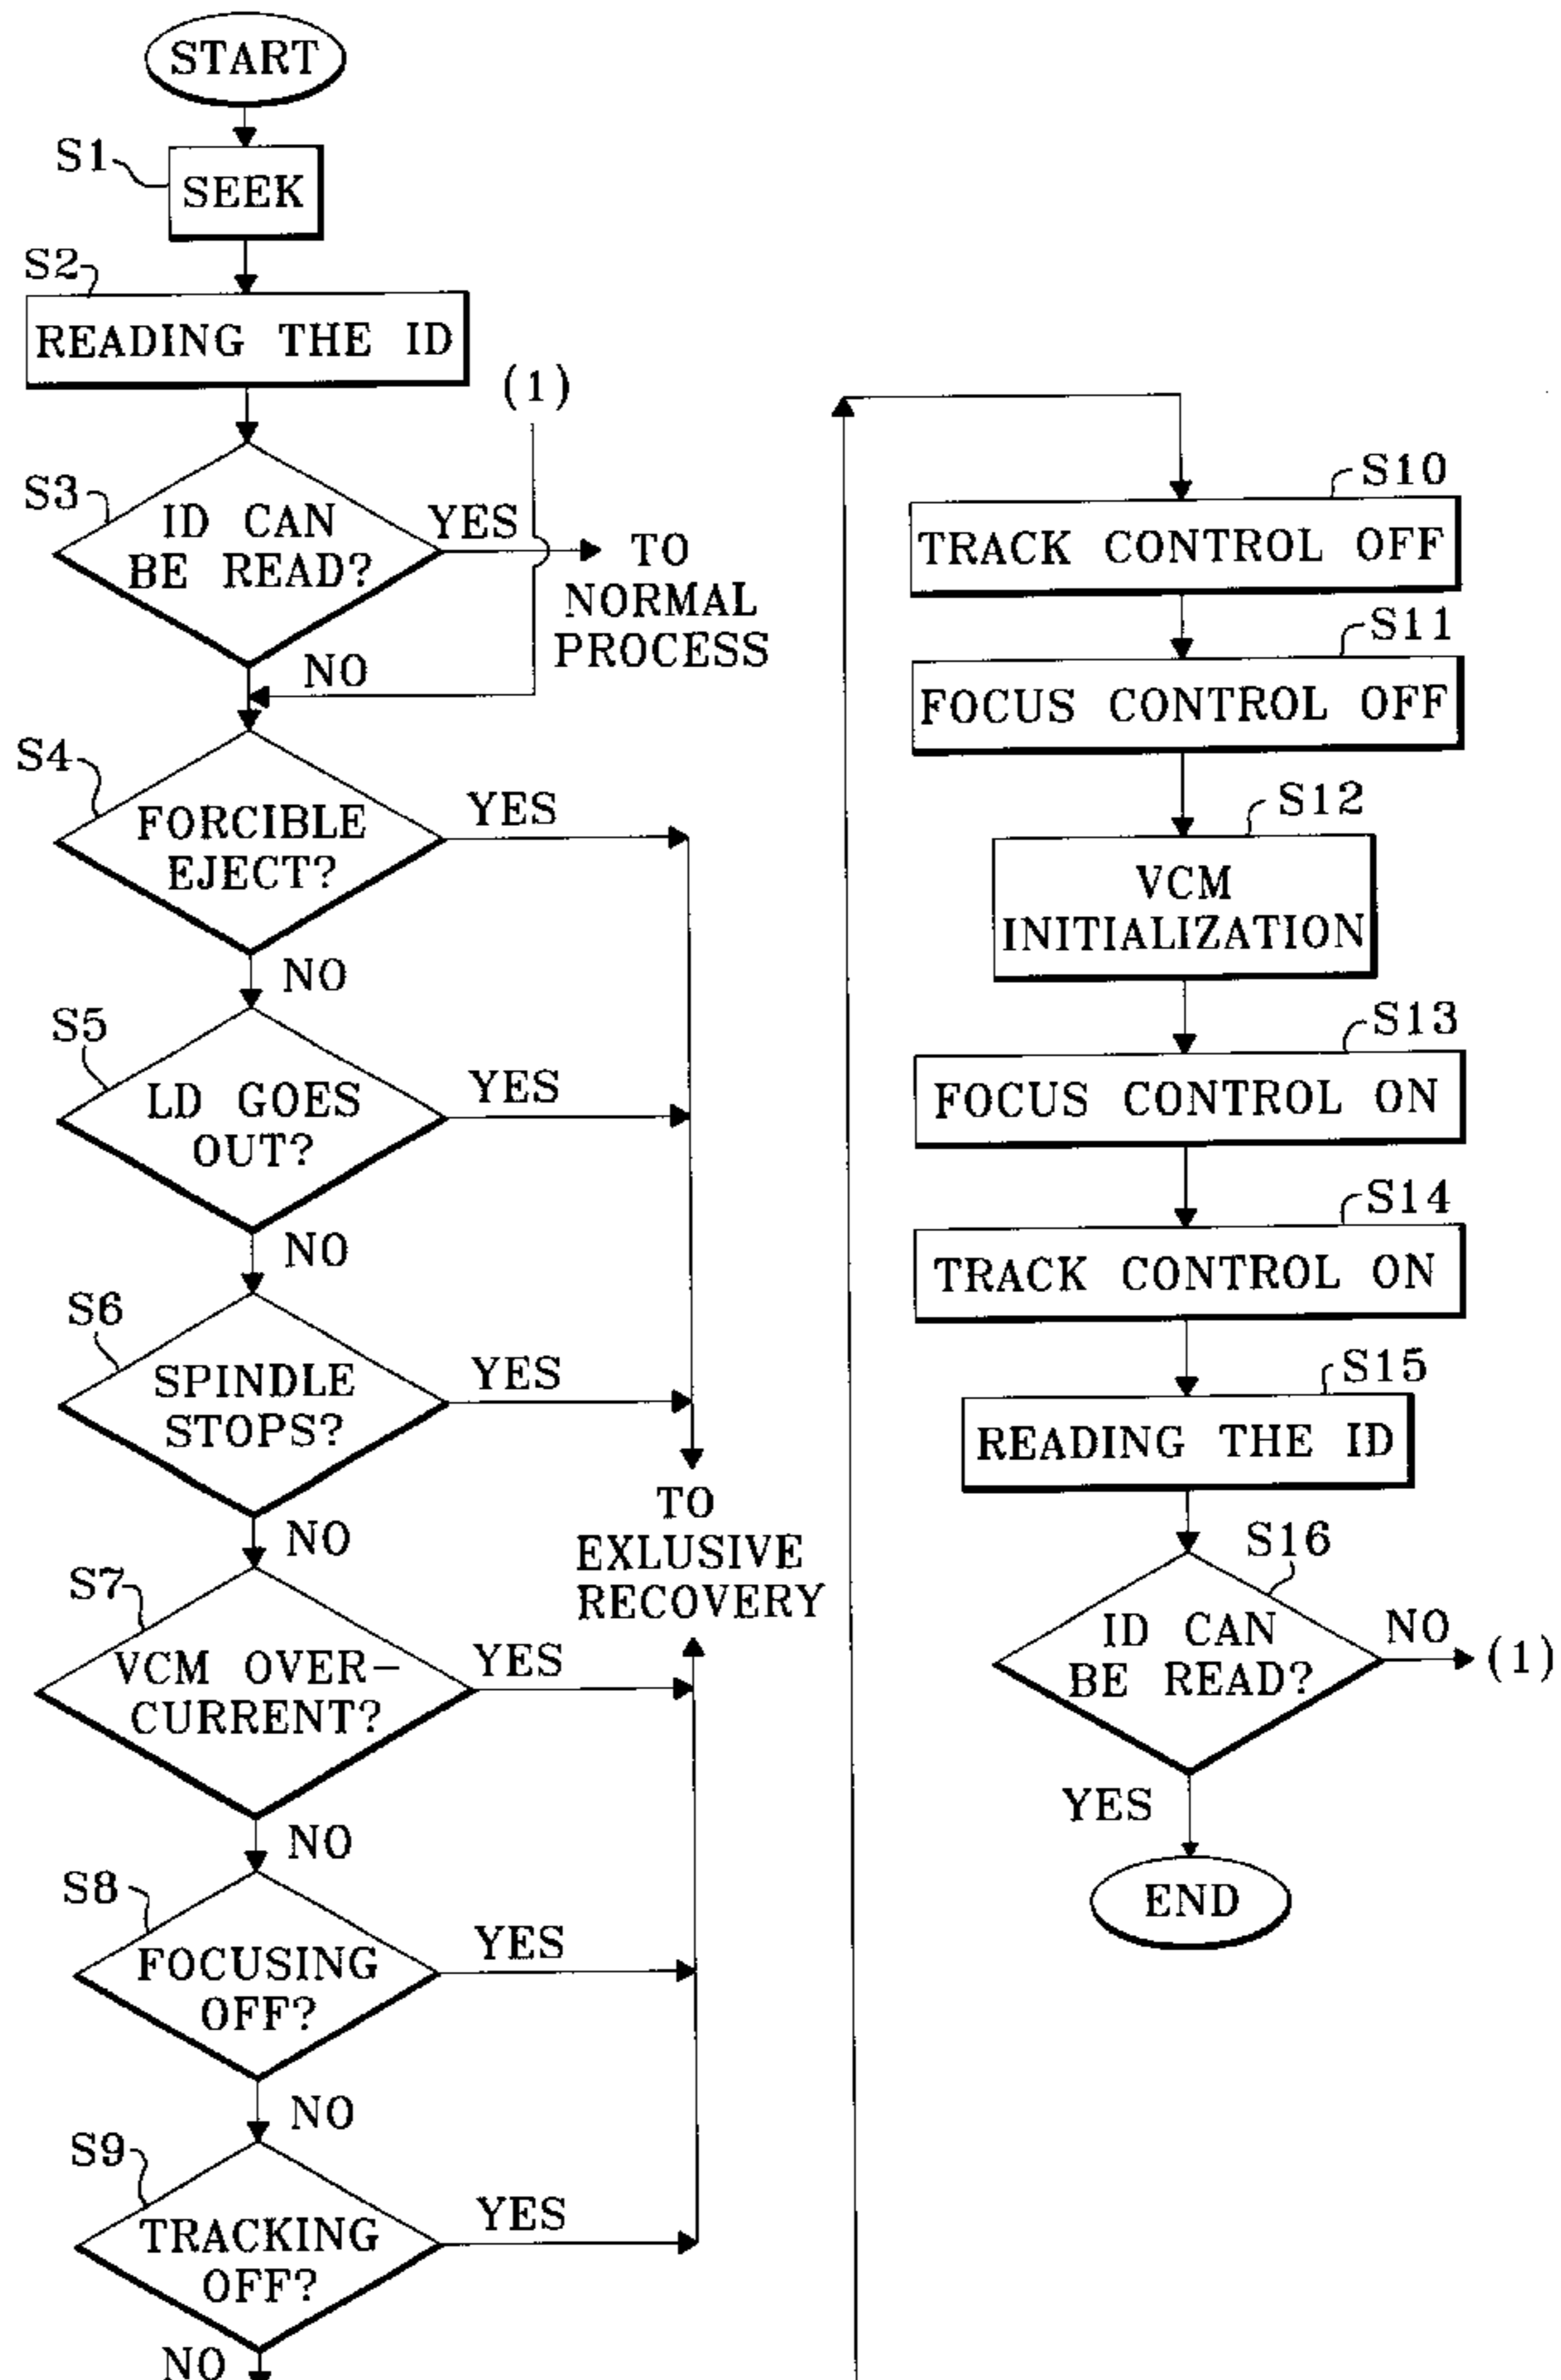 START
S1
SEEK
S2
READING THE ID
(1)
S3
ID CAN
BE READ?
YES
TO
NORMAL
PROCESS
NO
S4
FORCIBLE
EJECT?
YES
NO
S5
LD GOES
OUT?
YES
NO
S6
SPINDLE
STOPS?
YES
NO
TO
EXLUSIVE
RECOVERY
S7
VCM OVER-
CURRENT?
YES
NO
S8
FOCUSING
OFF?
YES
NO
S9
TRACKING
OFF?
YES
NO
S10
TRACK CONTROL OFF
S11
FOCUS CONTROL OFF
S12
VCM
INITIALIZATION
S13
FOCUS CONTROL ON
S14
TRACK CONTROL ON
S15
READING THE ID
S16
ID CAN
BE READ?
NO
(1)
YES
END